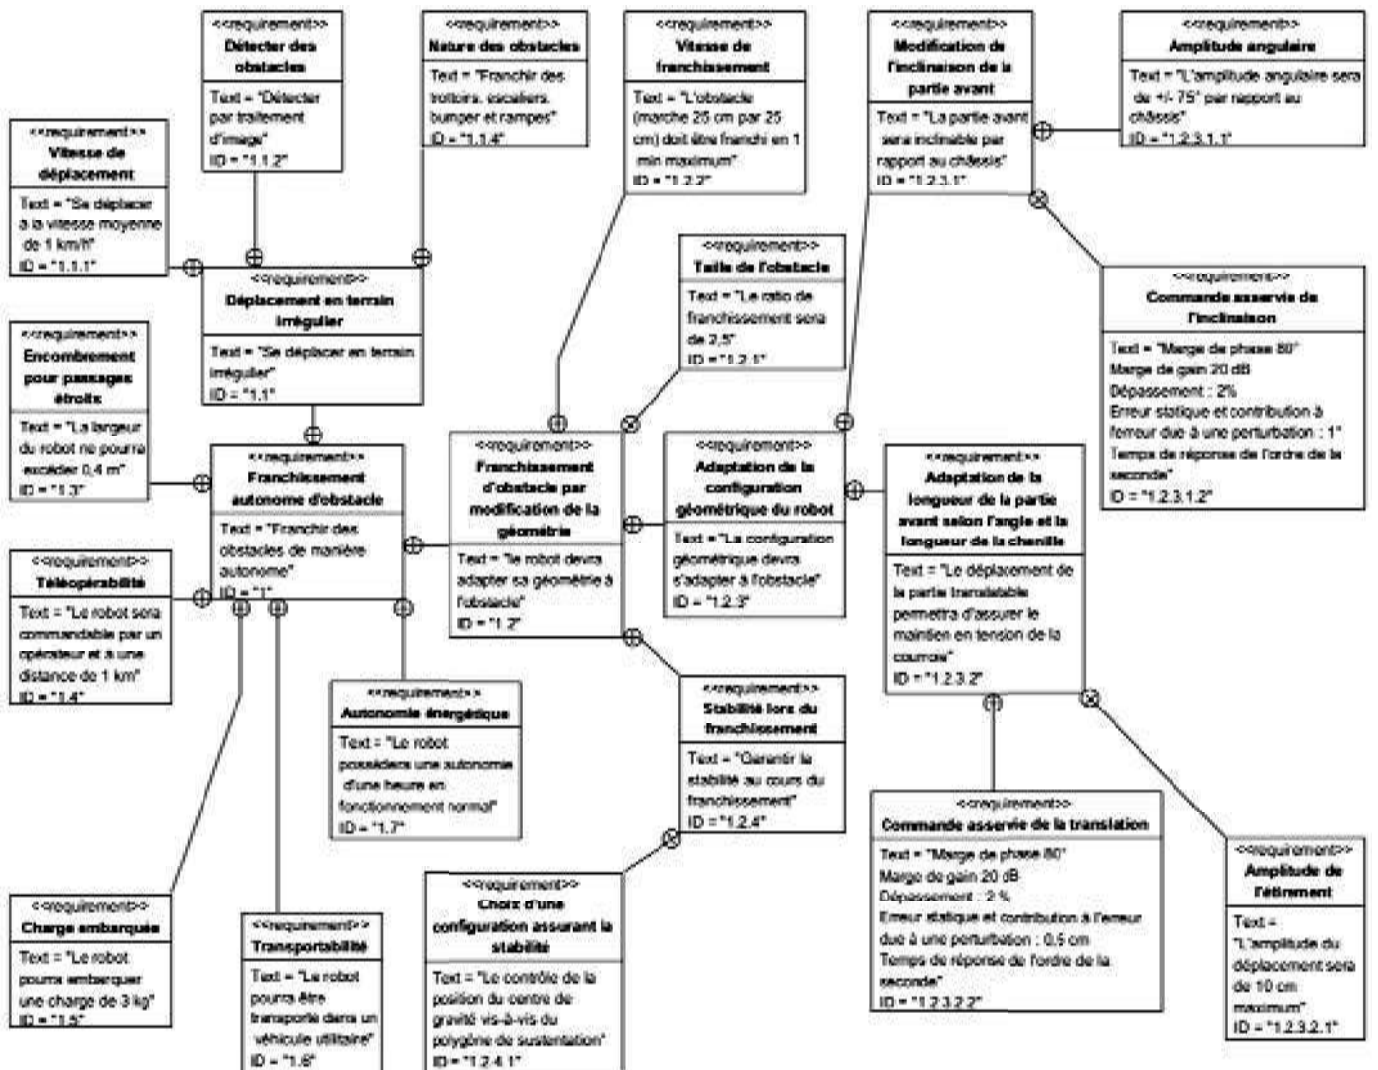 <<requirement>>
Détecter des
obstacles
Text = "Détecter
par traitement
d'image"
ID = "1.1.2"
<<requirement>>
Nature des obstacles
Text = "Franchir des
trottoirs, escaliers,
bumper et rampes"
ID = "1.1.4"
<<requirement>>
Vitesse de
franchissement
Text = "L'obstacle
(marche 25 cm par 25
cm) doit être franchi en 1
min maximum"
ID = "1.2.2"
<<requirement>>
Modification de
l'inclinaison de la
partie avant
Text = "La partie avant
sera inclinable par
rapport au châssis"
ID = "1.2.3.1"
<<requirement>>
Amplitude angulaire
Text = "L'amplitude angulaire sera
de +/- 75° par rapport au
châssis"
ID = "1.2.3.1.1"
<<requirement>>
Vitesse de
déplacement
Text = "Se déplacer
à la vitesse moyenne
de 1 km/h"
ID = "1.1.1"
<<requirement>>
Déplacement en terrain
irrégulier
Text = "Se déplacer en terrain
irrégulier"
ID = "1.1"
<<requirement>>
Taille de l'obstacle
Text = "Le ratio de
franchissement sera
de 2,5"
ID = "1.2.1"
<<requirement>>
Commande asservie de
l'inclinaison
Text = "Marge de phase 80°
Marge de gain 20 dB
Dépassement : 2%
Erreur statique et contribution à
l'erreur due à une perturbation : 1°
Temps de réponse de l'ordre de la
seconde"
ID = "1.2.3.1.2"
<<requirement>>
Encombrement
pour passages
étroits
Text = "La largeur
du robot ne pourra
excéder 0,4 m"
ID = "1.3"
<<requirement>>
Franchissement
autonome d'obstacle
Text = "Franchir des
obstacles de manière
autonome"
ID = "1"
<<requirement>>
Franchissement
d'obstacle par
modification de la
géométrie
Text = "le robot devra
adapter sa géométrie à
l'obstacle"
ID = "1.2"
<<requirement>>
Adaptation de la
configuration
géométrique du robot
Text = "La configuration
géométrique devra
s'adapter à l'obstacle"
ID = "1.2.3"
<<requirement>>
Adaptation de la
longueur de la partie
avant selon l'angle et la
longueur de la chenille
Text = "Le déplacement de
la partie translatable
permettra d'assurer le
maintien en tension de la
courroie"
ID = "1.2.3.2"
<<requirement>>
Téléopérabilité
Text = "Le robot sera
commandable par un
opérateur et à une
distance de 1 km"
ID = "1.4"
<<requirement>>
Autonomie énergétique
Text = "Le robot
possédera une autonomie
d'une heure en
fonctionnement normal"
ID = "1.7"
<<requirement>>
Stabilité lors du
franchissement
Text = "Garantir la
stabilité au cours du
franchissement"
ID = "1.2.4"
<<requirement>>
Commande asservie de la translation
Text = "Marge de phase 80°
Marge de gain 20 dB
Dépassement : 2 %
Erreur statique et contribution à l'erreur
due à une perturbation : 0,5 cm
Temps de réponse de l'ordre de la
seconde"
ID = "1.2.3.2.2"
<<requirement>>
Amplitude de
l'étirement
Text =
"L'amplitude du
déplacement sera
de 10 cm
maximum"
ID = "1.2.3.2.1"
<<requirement>>
Charge embarquée
Text = "Le robot
pourra embarquer
une charge de 3 kg"
ID = "1.5"
<<requirement>>
Transportabilité
Text = "Le robot
pourra être
transporté dans un
véhicule utilitaire"
ID = "1.6"
<<requirement>>
Choix d'une
configuration assurant la
stabilité
Text = "Le contrôle de la
position du centre de
gravité vis-à-vis du
polygône de sustentation"
ID = "1.2.4.1"